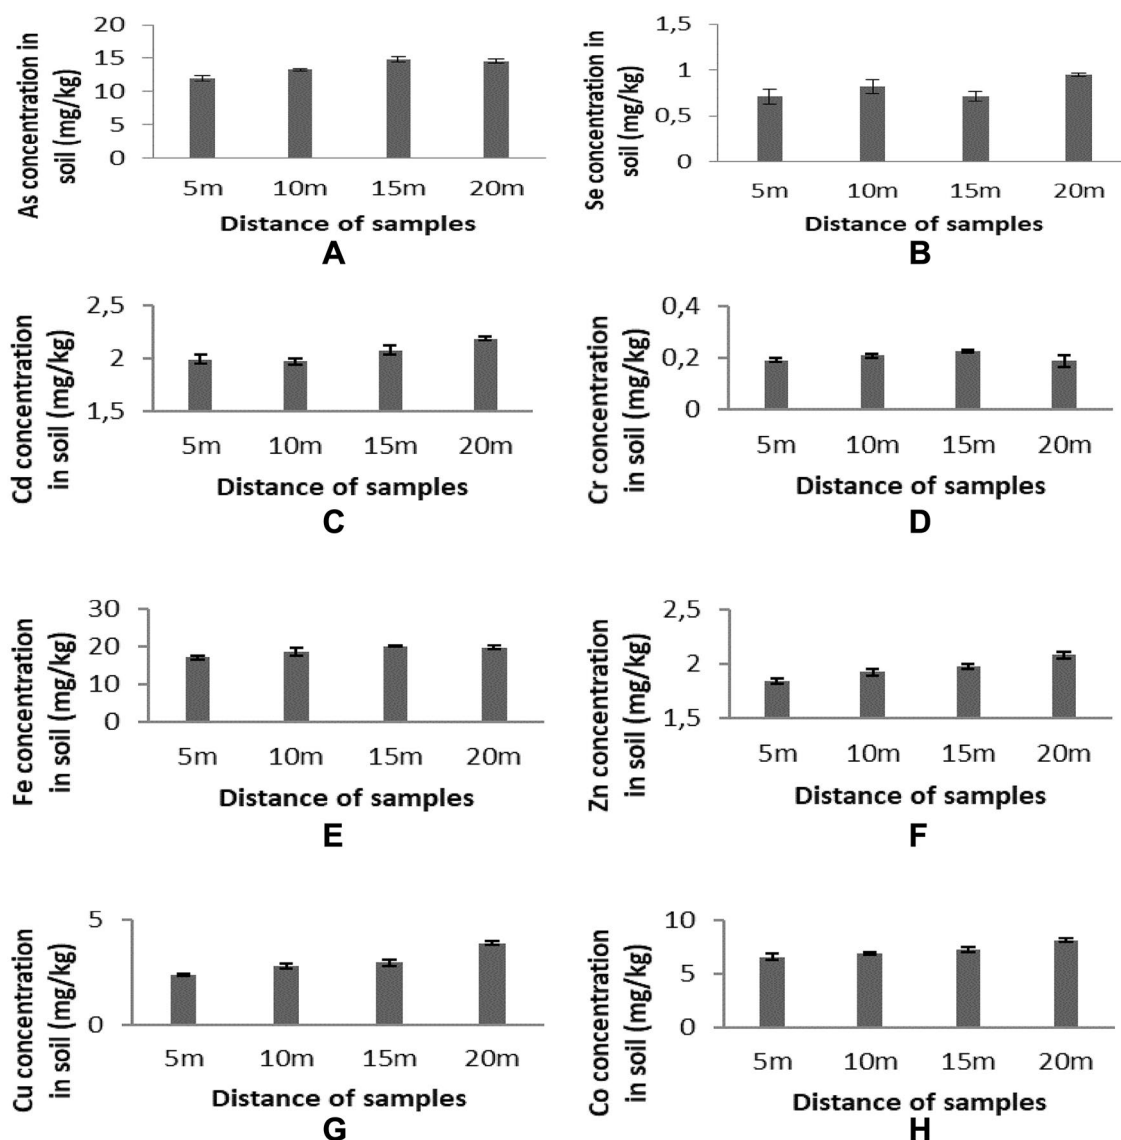 As concentration in
soil (mg/kg)
20
15
10
5
0
5m 10m 15m 20m
Distance of samples
A
Se concentration in
soil (mg/kg)
1,5
1
0,5
0
5m 10m 15m 20m
Distance of samples
B
Cd concentration
in soil (mg/kg)
2,5
2
1,5
5m 10m 15m 20m
Distance of samples
C
Cr concentration
in soil (mg/kg)
0,4
0,2
0
5m 10m 15m 20m
Distance of samples
D
Fe concentration
in soil (mg/kg)
30
20
10
0
5m 10m 15m 20m
Distance of samples
E
Zn concentration
in soil (mg/kg)
2,5
2
1,5
5m 10m 15m 20m
Distance of samples
F
Cu concentration
in soil (mg/kg)
5
0
5m 10m 15m 20m
Distance of samples
G
Co concentration
in soil (mg/kg)
10
5
0
5m 10m 15m 20m
Distance of samples
H